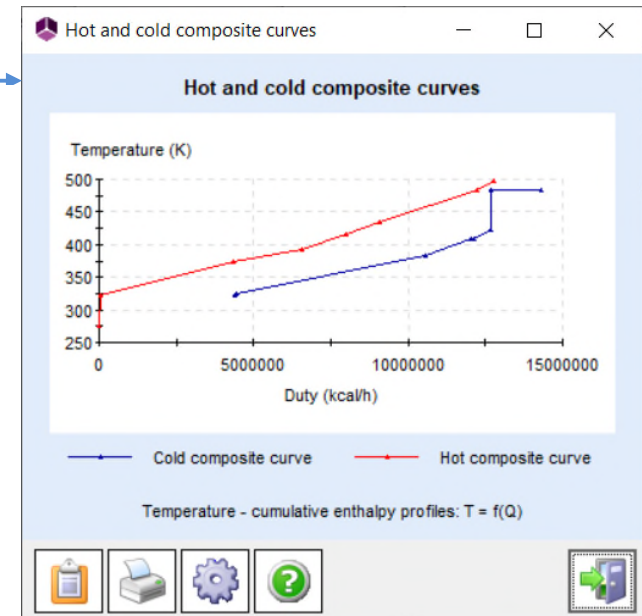 Hot and cold composite curves
Hot and cold composite curves
Temperature (K)
500
450
400
350
300
250
0 5000000 10000000 15000000
Duty (kcal/h)
Cold composite curve Hot composite curve
Temperature - cumulative enthalpy profiles: T = f(Q)